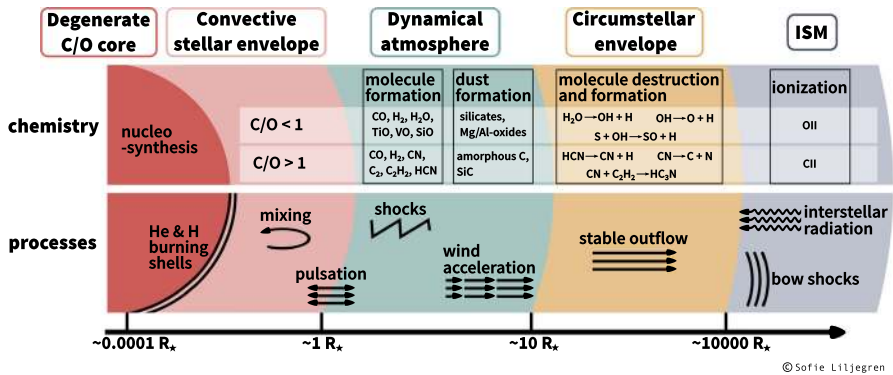 Degenerate
C/O core
Convective
stellar envelope
Dynamical
atmosphere
Circumstellar
envelope
ISM
chemistry
nucleo
-synthesis
C/O < 1
C/O > 1
molecule
formation
CO, H₂, H₂O,
TiO, VO, SiO
CO, H₂, CN,
C₂, C₂H₂, HCN
dust
formation
silicates,
Mg/Al-oxides
amorphous C,
SiC
molecule destruction
and formation
H₂O→OH + H OH→O + H
S + OH→SO + H
HCN→CN + H CN→C + N
CN + C₂H₂→HC₃N
ionization
OII
CII
processes
He & H
burning
shells
mixing
pulsation
shocks
wind
acceleration
stable outflow
interstellar
radiation
bow shocks
~0.0001 R★
~1 R★
~10 R★
~10000 R★
© Sofie Liljegren